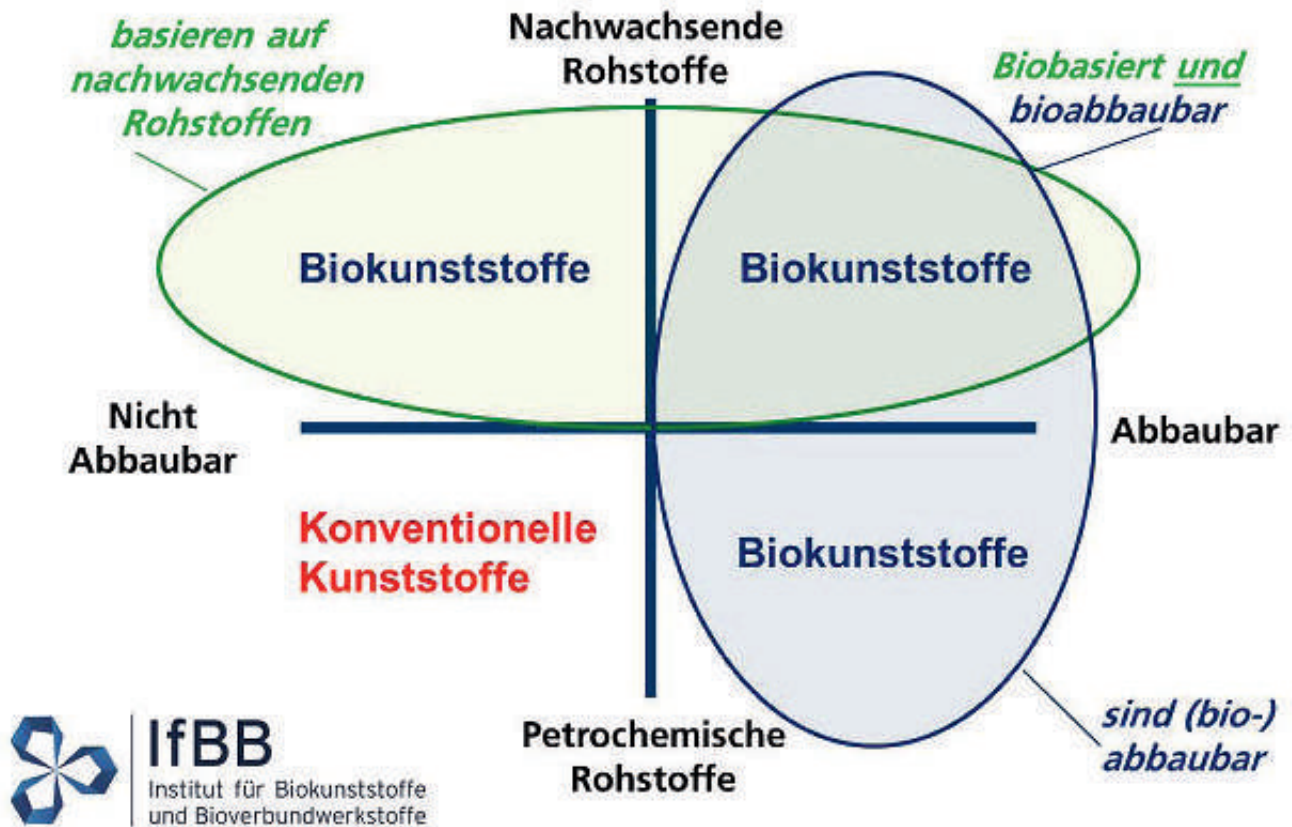 basieren auf
nachwachsenden
Rohstoffen
Nachwachsende
Rohstoffe
Biobasiert und
bioabbaubar
Biokunststoffe
Biokunststoffe
Nicht
Abbaubar
Abbaubar
Konventionelle
Kunststoffe
Biokunststoffe
Petrochemische
Rohstoffe
sind (bio-)
abbaubar
IfBB
Institut für Biokunststoffe
und Bioverbundwerkstoffe